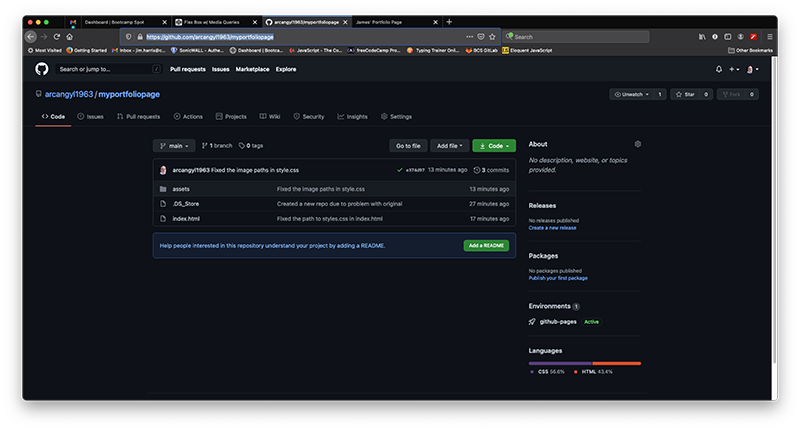 Dashboard | Bootcamp Spot
Flex Box w/ Media Queries
arcangyl1963/myportfoliopage
James' Portfolio Page
https://github.com/arcangyl1963/myportfoliopage
Search
Most Visited
Getting Started
Inbox - jim.harris@c...
SonicWALL - Authe...
Dashboard | Bootca...
JavaScript - The Co...
freeCodeCamp Pro...
Typing Trainer Onl...
BCS GitLab
Eloquent JavaScript
Other Bookmarks
Search or jump to...
/
Pull requests
Issues
Marketplace
Explore
arcangyl1963 / myportfoliopage
Unwatch
1
Star
0
Fork
0
Code
Issues
Pull requests
Actions
Projects
Wiki
Security
Insights
Settings
main
1 branch
0 tags
Go to file
Add file
Code
arcangyl1963 Fixed the image paths in style.css
13 minutes ago
3 commits
assets
Fixed the image paths in style.css
13 minutes ago
.DS_Store
Created a new repo due to problem with original
27 minutes ago
index.html
Fixed the path to styles.css in index.html
17 minutes ago
Help people interested in this repository understand your project by adding a README.
Add a README
About
No description, website, or topics
provided.
Releases
No releases published
Create a new release
Packages
No packages published
Publish your first package
Environments 1
github-pages
Active
Languages
CSS 56.6%
HTML 43.4%